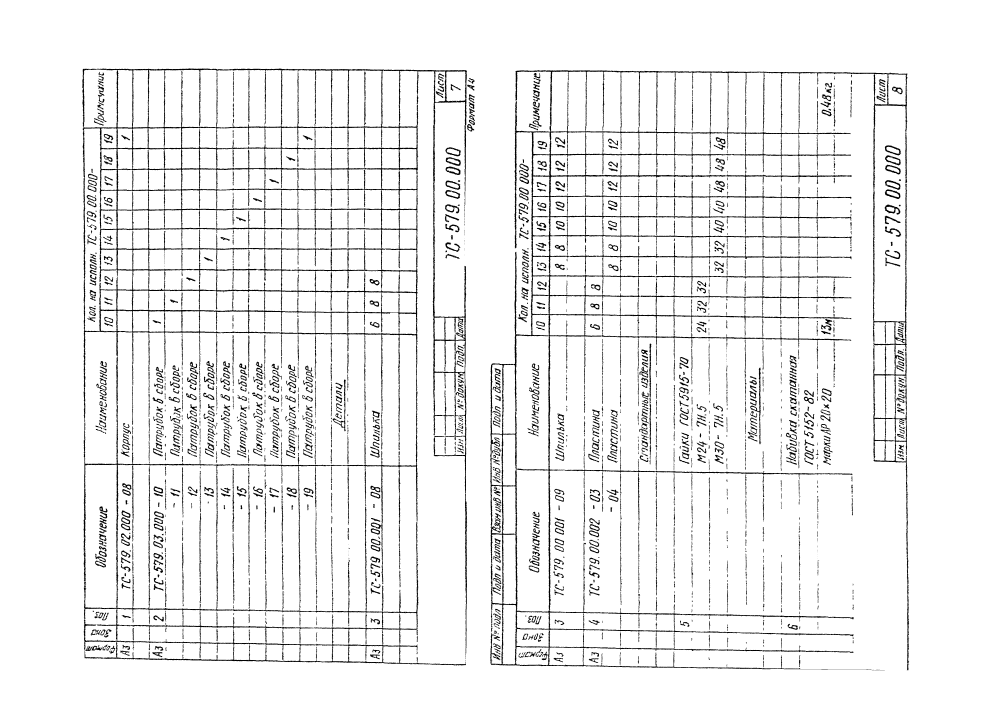 Формат Зона Поз. Обозначение Наименование Кол. на исполн. ТС-579.00.000- Примечание
10 11 12 13 14 15 16 17 18 19
А3 1 ТС-579.02.000 - 08 Корпус 1
А3 2 ТС-579.03.000 - 10 Патрубок в сборе 1
- 11 Патрубок в сборе 1
- 12 Патрубок в сборе 1
- 13 Патрубок в сборе 1
- 14 Патрубок в сборе 1
- 15 Патрубок в сборе 1
- 16 Патрубок в сборе 1
- 17 Патрубок в сборе 1
- 18 Патрубок в сборе 1
- 19 Патрубок в сборе 1
Детали
А3 3 ТС-579 00.001 - 08 Шпилька 6 8 8
Изм Лист № докум. Подп. Дата
ТС-579.00.000
Лист
7
Формат А4
Инв № подл Подп и дата Взам инв № Инв № дубл Подп и дата
Формат Зона Поз Обозначение Наименование Кол. на исполн. ТС-579.00 000- Примечание
10 11 12 13 14 15 16 17 18 19
А3 3 ТС-579. 00 001 - 09 Шпилька 8 8 10 10 12 12 12
А3 4 ТС-579.00.002 - 03 Пластина 6 8 8
- 04 Пластина 8 8 10 10 12 12 12
Стандартные изделия
5 Гайки ГОСТ 5915-70
М24 - 7Н.5 24 32 32
М30 - 7Н.5 32 32 40 40 48 48 48
Материалы
6 Набивка скатанная
ГОСТ 5152-82
марки АР 20х20 13м 0.48кг
Изм Лист № докум. Подп. Дата
ТС-579.00.000
Лист
8